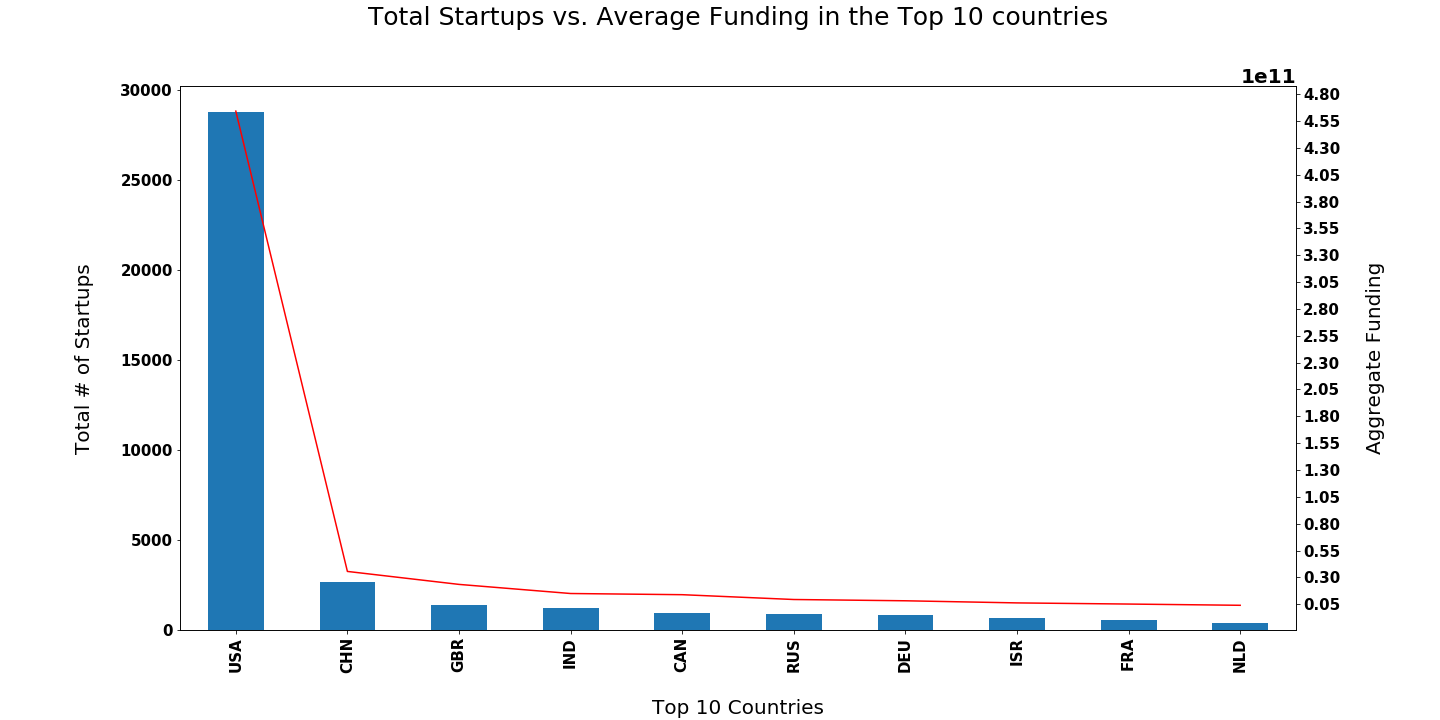 Total Startups vs. Average Funding in the Top 10 countries
1e11
30000
25000
20000
15000
10000
5000
0
Total # of Startups
4.80
4.55
4.30
4.05
3.80
3.55
3.30
3.05
2.80
2.55
2.30
2.05
1.80
1.55
1.30
1.05
0.80
0.55
0.30
0.05
Aggregate Funding
USA
CHN
GBR
IND
CAN
RUS
DEU
ISR
FRA
NLD
Top 10 Countries